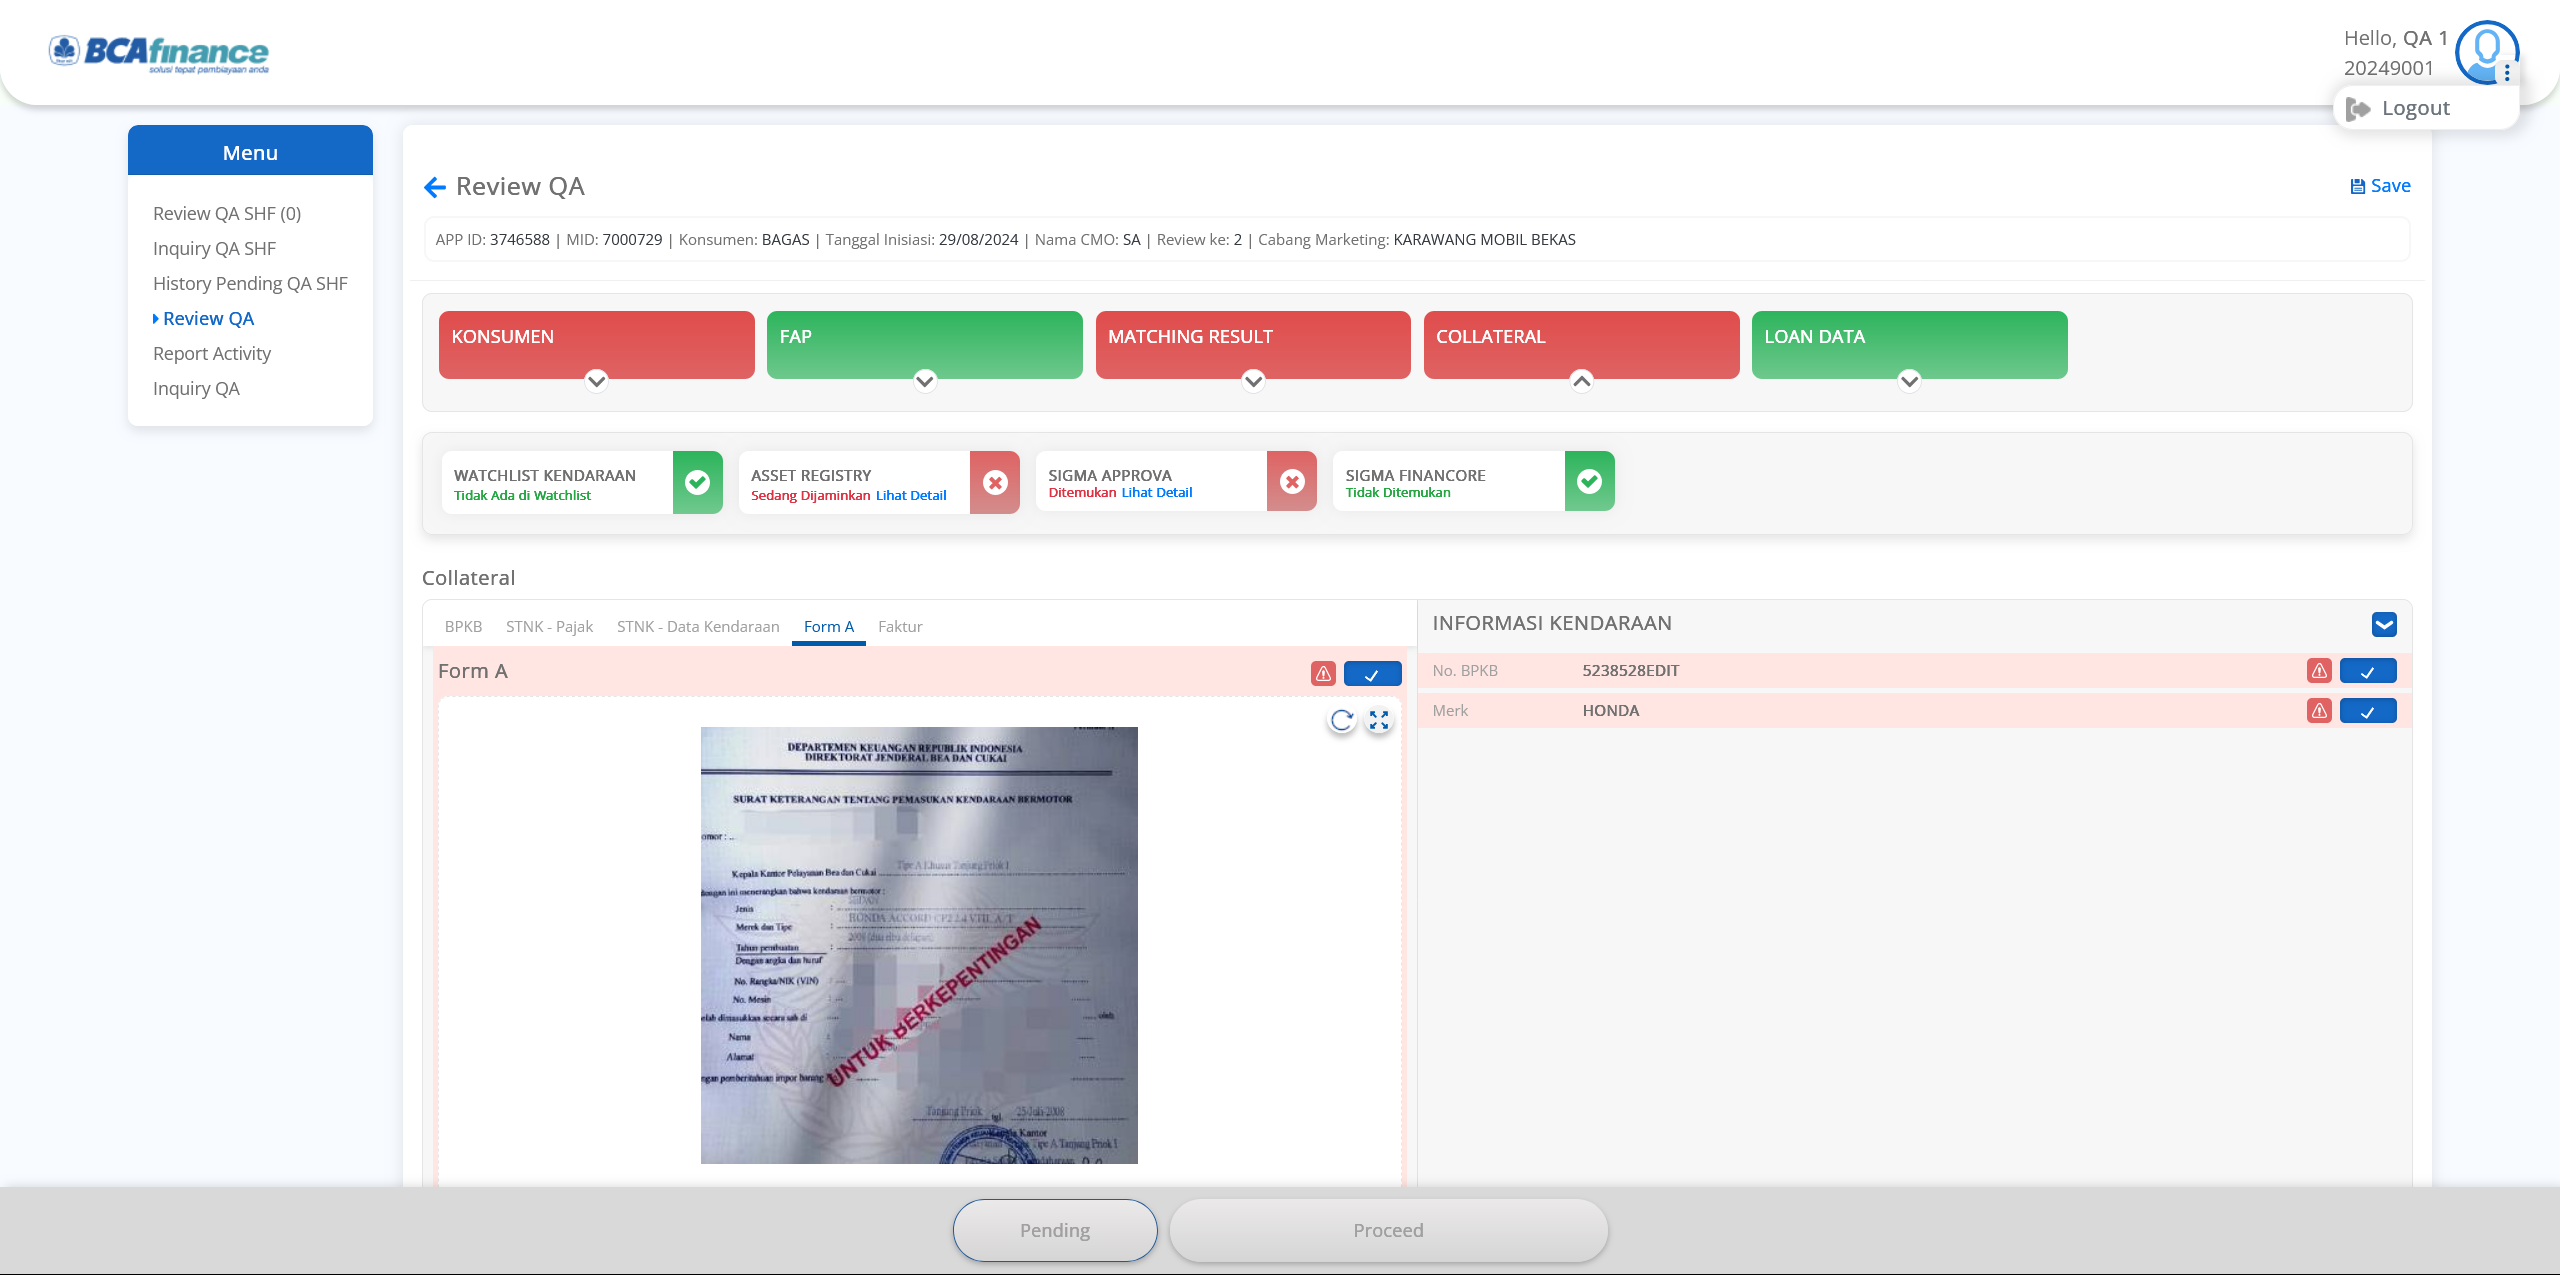 BCAfinance
solusi tepat pembiayaan anda
Hello, QA 1
20249001
Logout
Menu
Review QA SHF (0)
Inquiry QA SHF
History Pending QA SHF
Review QA
Report Activity
Inquiry QA
Review QA
Save
APP ID: 3746588 | MID: 7000729 | Konsumen: BAGAS | Tanggal Inisiasi: 29/08/2024 | Nama CMO: SA | Review ke: 2 | Cabang Marketing: KARAWANG MOBIL BEKAS
KONSUMEN
FAP
MATCHING RESULT
COLLATERAL
LOAN DATA
WATCHLIST KENDARAAN
Tidak Ada di Watchlist
ASSET REGISTRY
Sedang Dijaminkan Lihat Detail
SIGMA APPROVA
Ditemukan Lihat Detail
SIGMA FINANCORE
Tidak Ditemukan
Collateral
BPKB STNK - Pajak STNK - Data Kendaraan Form A Faktur
Form A
DEPARTEMEN KEUANGAN REPUBLIK INDONESIA
DIREKTORAT JENDERAL BEA DAN CUKAI
SURAT KETERANGAN TENTANG PEMASUKAN KENDARAAN BERMOTOR
omor : ..
Tipe A Khusus Tanjung Priok I
Kepala Kantor Pelayanan Bea dan Cukai
dengan ini menerangkan bahwa kendaraan bermotor :
Jenis : SEDAN
Merek dan Tipe : HONDA ACCORD CP2 2.4 VTIL A/T
Tahun pembuatan : 2008 (dua ribu delapan)
Dengan angka dan huruf
No. Rangka/NIK (VIN) :
No. Mesin :
elah dimasukkan secara sah di .... oleh
Nama :
Alamat :
ngan pemberitahuan impor barang
UNTUK BERKEPENTINGAN
Tanjung Priok tgl. 25-Juli-2008
Kepala Kantor
Tipe A Tanjung Priok I
INFORMASI KENDARAAN
No. BPKB 5238528EDIT
Merk HONDA
Pending
Proceed